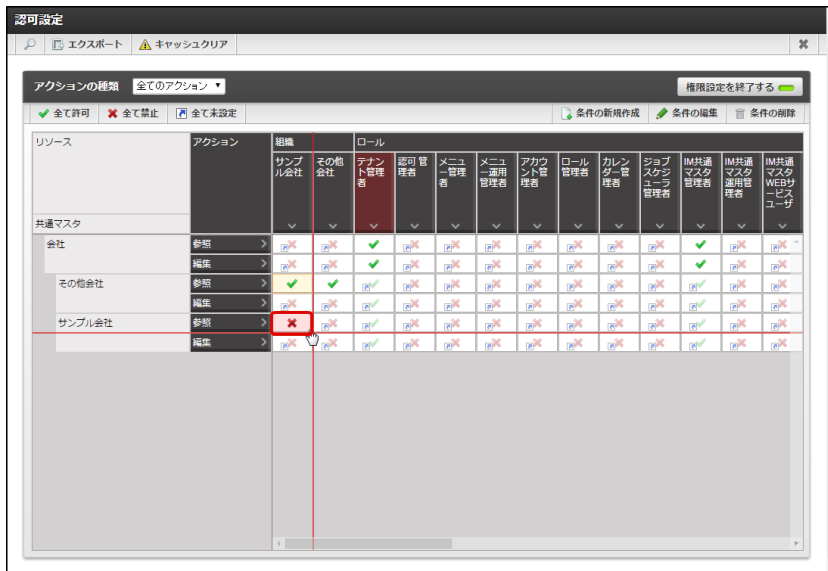 認可設定
エクスポート キャッシュクリア
アクションの種類 全てのアクション 権限設定を終了する
全て許可 全て禁止 全て未設定 条件の新規作成 条件の編集 条件の削除
リソース アクション 組織 ロール
サンプル会社 その他会社 テナント管理者 認可管理者 メニュー管理者 メニュー運用管理者 アカウント管理者 ロール管理者 カレンダー管理者 ジョブスケジューラ管理者 IM共通マスタ管理者 IM共通マスタ運用管理者 IM共通マスタWEBサービスユーザ
共通マスタ
会社 参照
編集
その他会社 参照
編集
サンプル会社 参照
編集